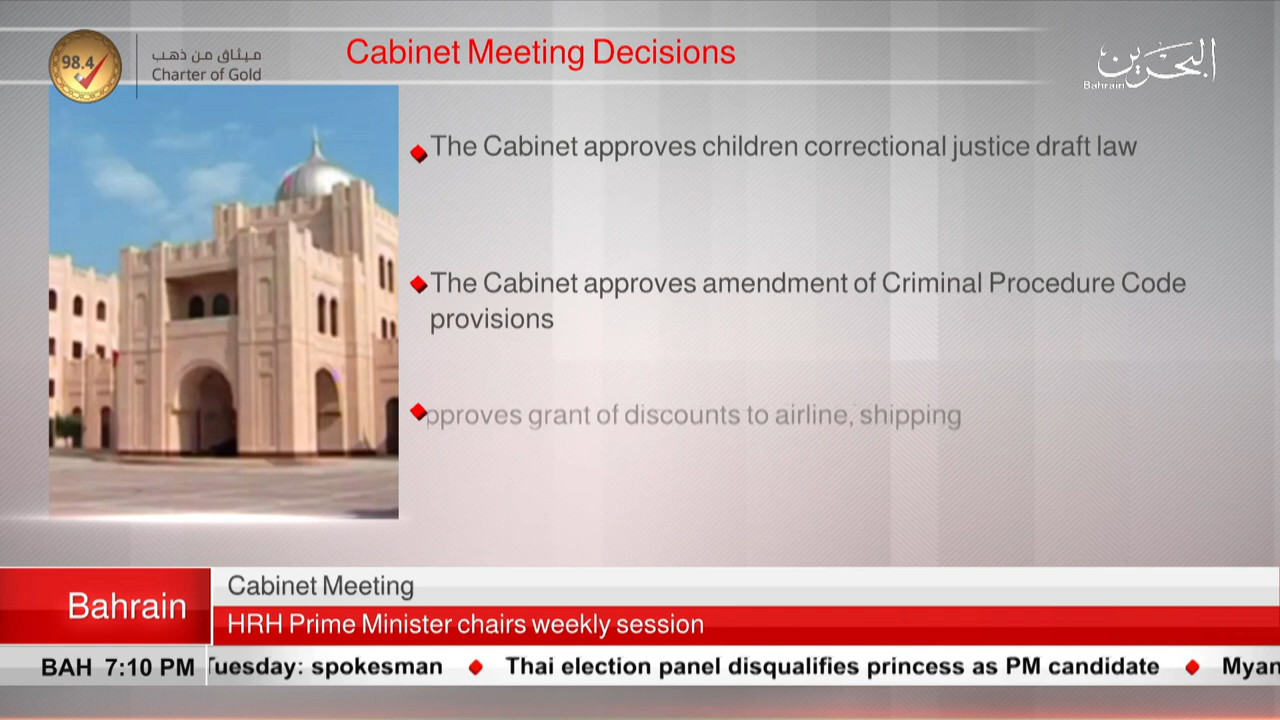 98.4
ميثاق من ذهب
Charter of Gold
Cabinet Meeting Decisions
البحرين
Bahrain
The Cabinet approves children correctional justice draft law
The Cabinet approves amendment of Criminal Procedure Code
provisions
pproves grant of discounts to airline, shipping
Bahrain
Cabinet Meeting
HRH Prime Minister chairs weekly session
BAH 7:10 PM
Tuesday: spokesman ♦ Thai election panel disqualifies princess as PM candidate ♦ Myan